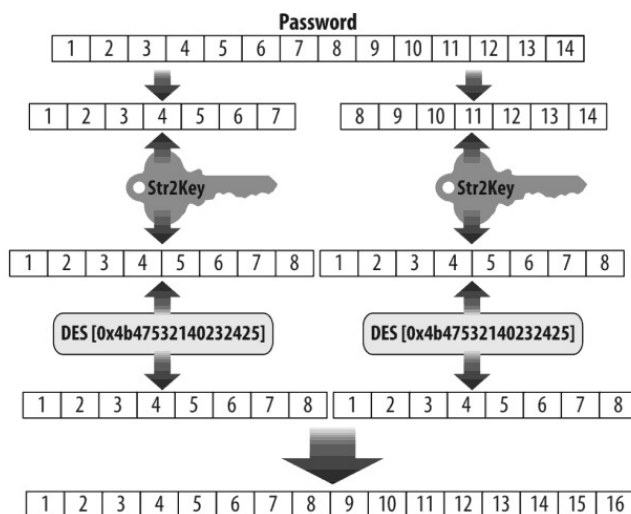 Password
1 2 3 4 5 6 7 8 9 10 11 12 13 14
1 2 3 4 5 6 7
8 9 10 11 12 13 14
Str2Key
Str2Key
1 2 3 4 5 6 7 8
1 2 3 4 5 6 7 8
DES [0x4b47532140232425]
DES [0x4b47532140232425]
1 2 3 4 5 6 7 8
1 2 3 4 5 6 7 8
1 2 3 4 5 6 7 8 9 10 11 12 13 14 15 16